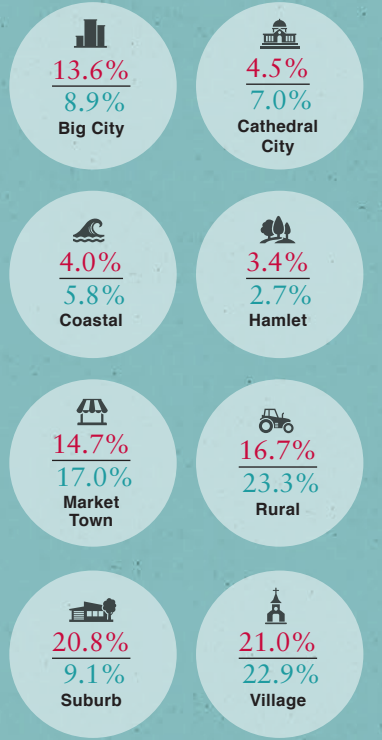 13.6%
8.9%
Big City
4.5%
7.0%
Cathedral
City
4.0%
5.8%
Coastal
3.4%
2.7%
Hamlet
14.7%
17.0%
Market
Town
16.7%
23.3%
Rural
20.8%
9.1%
Suburb
21.0%
22.9%
Village